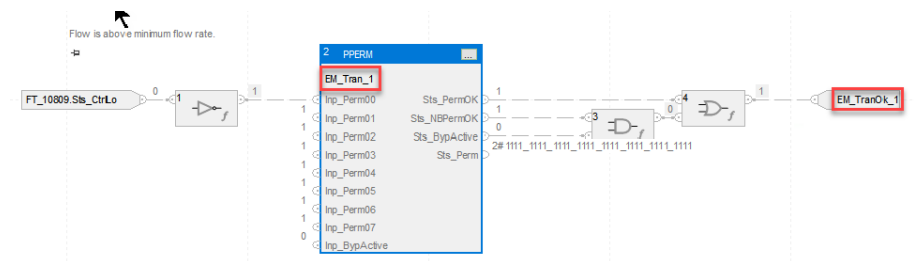 Flow is above minimum flow rate.
2 PPERM ...
EM_Tran_1
FT_10809.Sts_CtrlLo 0 1 1
1 Inp_Perm00 Sts_PermOK 1
1 Inp_Perm01 Sts_NBPermOK 1
1 Inp_Perm02 Sts_BypActive 0
1 Inp_Perm03 Sts_Perm 2# 1111_1111_1111_1111_1111_1111_1111_1111
1 Inp_Perm04
1 Inp_Perm05
1 Inp_Perm06
1 Inp_Perm07
0 Inp_BypActive
3 0 4 1
EM_TranOk_1